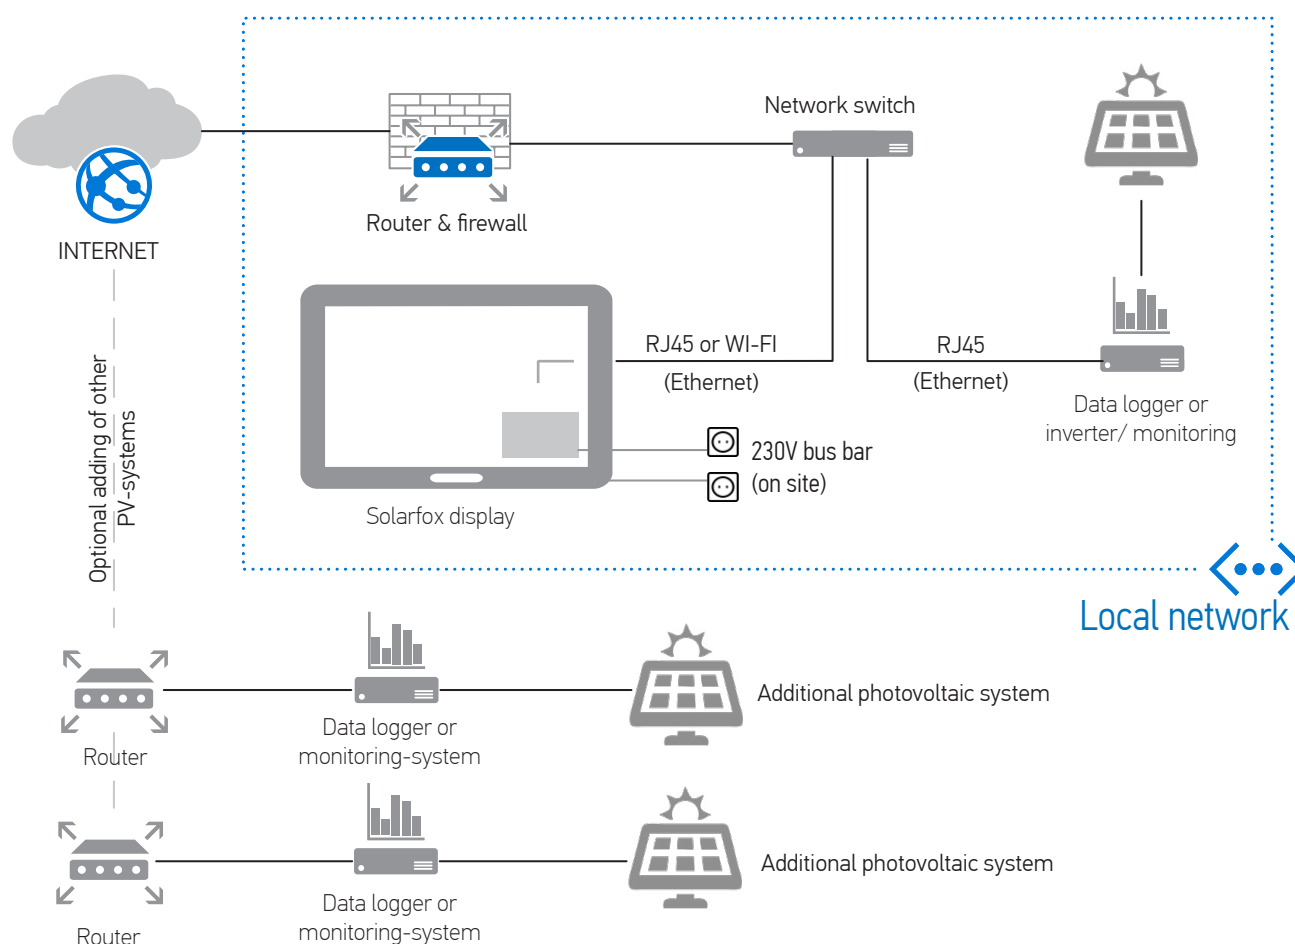 Network switch
Router & firewall
INTERNET
RJ45 or WI-FI
(Ethernet)
RJ45
(Ethernet)
Data logger or
inverter/ monitoring
230V bus bar
(on site)
Solarfox display
Optional adding of other
PV-systems
Local network
Additional photovoltaic system
Data logger or
monitoring-system
Router
Additional photovoltaic system
Data logger or
monitoring-system
Router